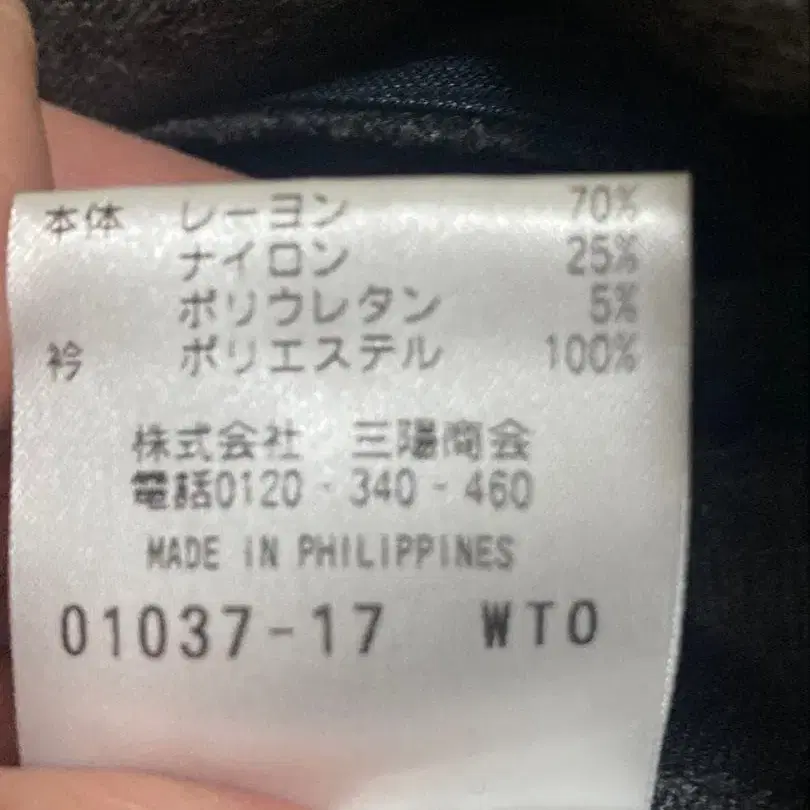 本体 レーヨン 70%
ナイロン 25%
ポリウレタン 5%
衿 ポリエステル 100%
株式会社 三陽商会
電話0120-340-460
MADE IN PHILIPPINES
01037-17 WTO